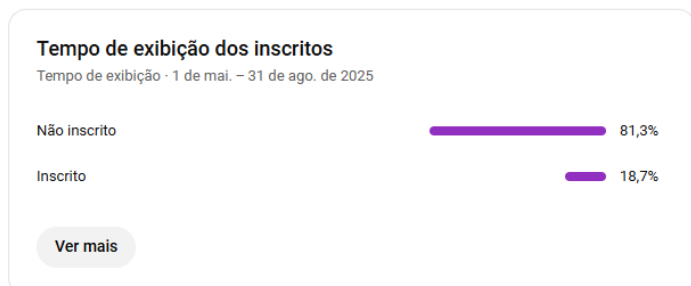 Tempo de exibição dos inscritos
Tempo de exibição · 1 de mai. – 31 de ago. de 2025
Não inscrito 81,3%
Inscrito 18,7%
Ver mais